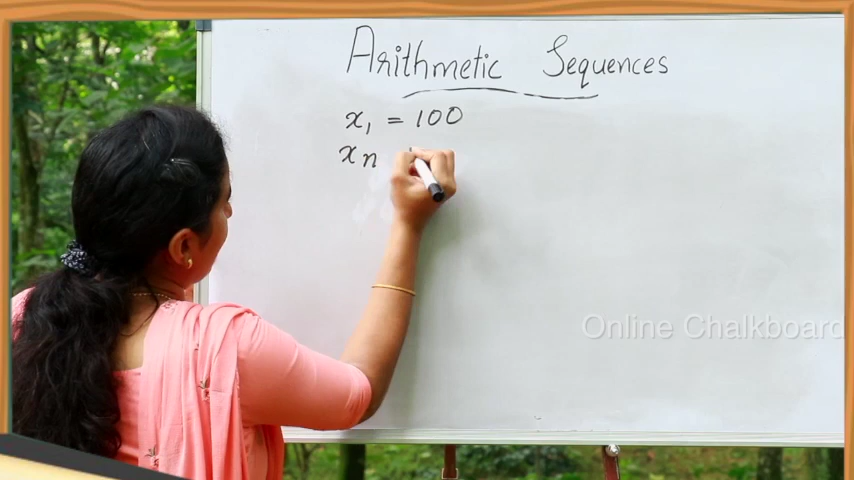 Arithmetic Sequences
x₁ = 100
xₙ
Online Chalkboard